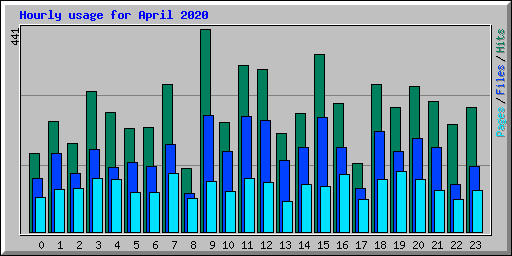 Hourly usage for April 2020
441
Pages/Files/Hits
0 1 2 3 4 5 6 7 8 9 10 11 12 13 14 15 16 17 18 19 20 21 22 23